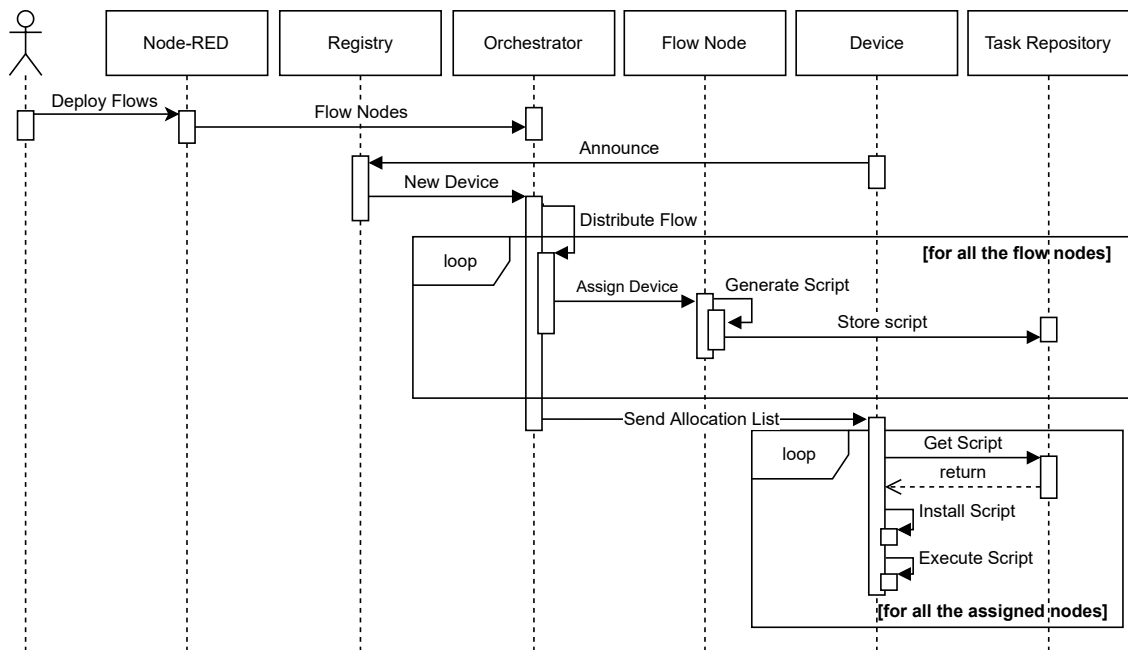 Node-RED
Registry
Orchestrator
Flow Node
Device
Task Repository
Deploy Flows
Flow Nodes
Announce
New Device
Distribute Flow
loop
[for all the flow nodes]
Assign Device
Generate Script
Store script
Send Allocation List
loop
Get Script
return
Install Script
Execute Script
[for all the assigned nodes]